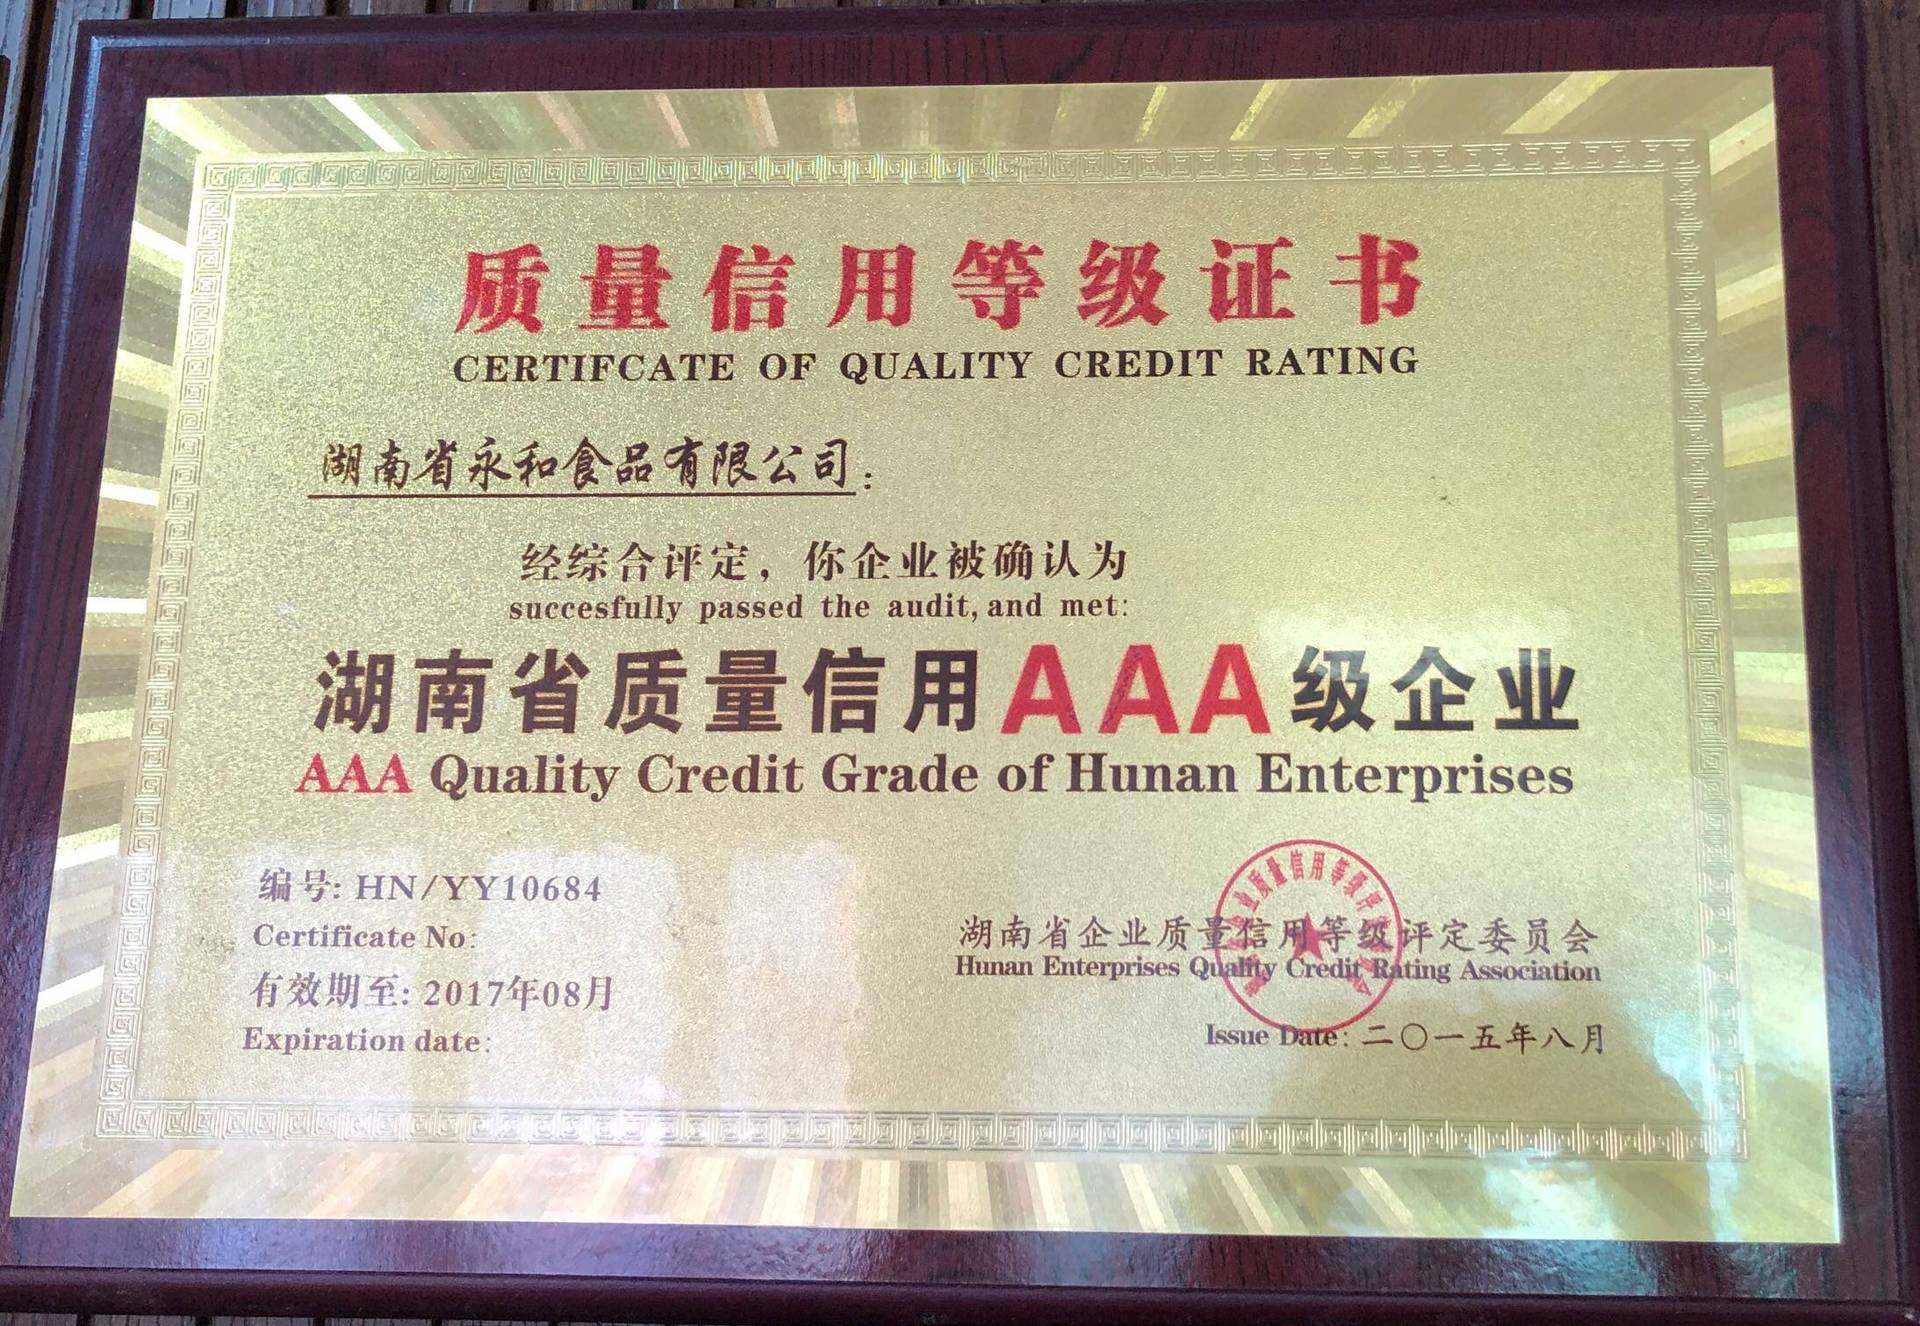 质量信用等级证书
CERTIFCATE OF QUALITY CREDIT RATING
湖南省永和食品有限公司：
经综合评定，你企业被确认为
succesfully passed the audit, and met:
湖南省质量信用AAA级企业
AAA Quality Credit Grade of Hunan Enterprises
编号: HN/YY10684
Certificate No:
有效期至: 2017年08月
Expiration date:
湖南省企业质量信用等级评定委员会
Hunan Enterprises Quality Credit Rating Association
Issue Date: 二〇一五年八月